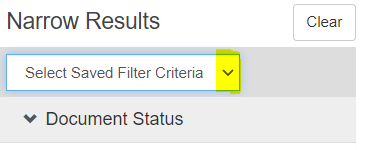 Narrow Results
Clear
Select Saved Filter Criteria
Document Status